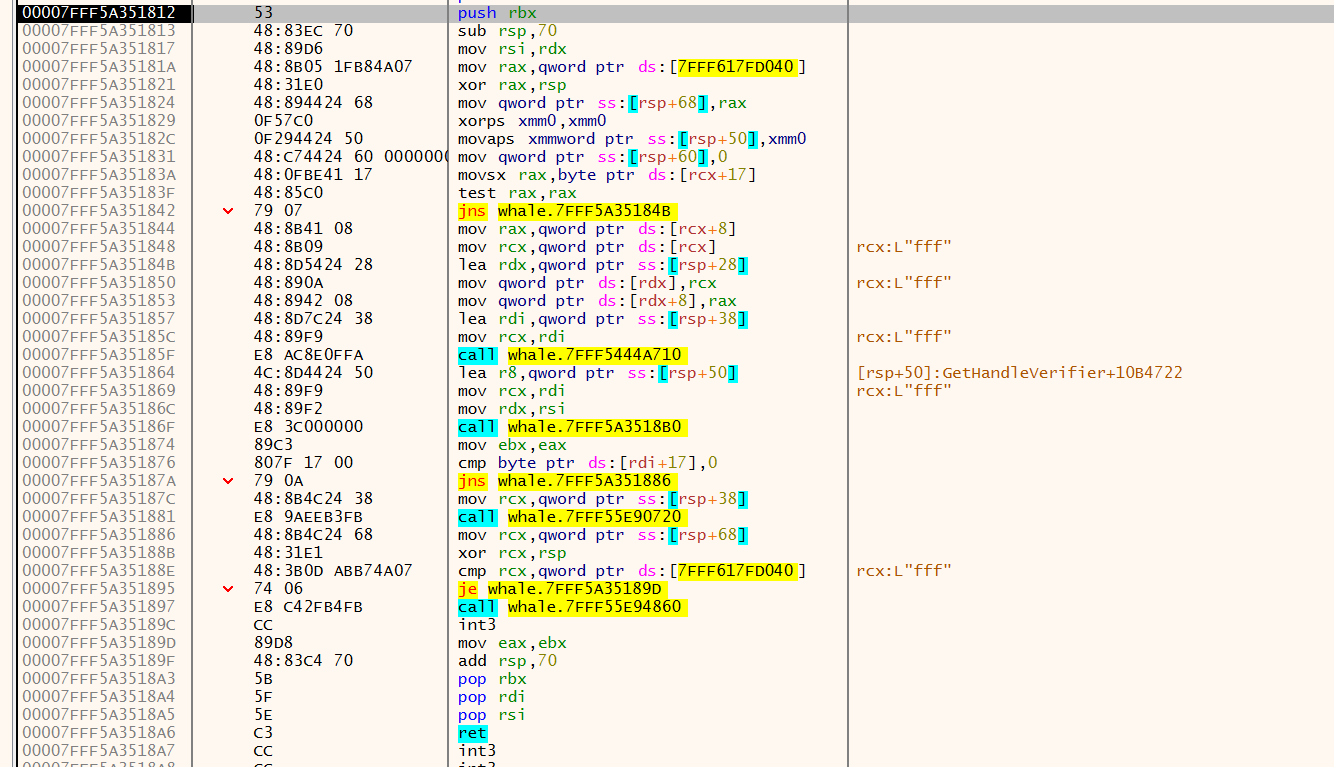 00007FFF5A351812 53 push rbx
00007FFF5A351813 48:83EC 70 sub rsp,70
00007FFF5A351817 48:89D6 mov rsi,rdx
00007FFF5A35181A 48:8B05 1FB84A07 mov rax,qword ptr ds:[7FFF617FD040]
00007FFF5A351821 48:31E0 xor rax,rsp
00007FFF5A351824 48:894424 68 mov qword ptr ss:[rsp+68],rax
00007FFF5A351829 0F57C0 xorps xmm0,xmm0
00007FFF5A35182C 0F294424 50 movaps xmmword ptr ss:[rsp+50],xmm0
00007FFF5A351831 48:C74424 60 0000000 mov qword ptr ss:[rsp+60],0
00007FFF5A35183A 48:0FBE41 17 movsx rax,byte ptr ds:[rcx+17]
00007FFF5A35183F 48:85C0 test rax,rax
00007FFF5A351842 79 07 jns whale.7FFF5A35184B
00007FFF5A351844 48:8B41 08 mov rax,qword ptr ds:[rcx+8]
00007FFF5A351848 48:8B09 mov rcx,qword ptr ds:[rcx] rcx:L"fff"
00007FFF5A35184B 48:8D5424 28 lea rdx,qword ptr ss:[rsp+28]
00007FFF5A351850 48:890A mov qword ptr ds:[rdx],rcx rcx:L"fff"
00007FFF5A351853 48:8942 08 mov qword ptr ds:[rdx+8],rax
00007FFF5A351857 48:8D7C24 38 lea rdi,qword ptr ss:[rsp+38]
00007FFF5A35185C 48:89F9 mov rcx,rdi rcx:L"fff"
00007FFF5A35185F E8 AC8E0FFA call whale.7FFF5444A710
00007FFF5A351864 4C:8D4424 50 lea r8,qword ptr ss:[rsp+50] [rsp+50]:GetHandleVerifier+10B4722
00007FFF5A351869 48:89F9 mov rcx,rdi rcx:L"fff"
00007FFF5A35186C 48:89F2 mov rdx,rsi
00007FFF5A35186F E8 3C000000 call whale.7FFF5A3518B0
00007FFF5A351874 89C3 mov ebx,eax
00007FFF5A351876 807F 17 00 cmp byte ptr ds:[rdi+17],0
00007FFF5A35187A 79 0A jns whale.7FFF5A351886
00007FFF5A35187C 48:8B4C24 38 mov rcx,qword ptr ss:[rsp+38]
00007FFF5A351881 E8 9AEEB3FB call whale.7FFF55E90720
00007FFF5A351886 48:8B4C24 68 mov rcx,qword ptr ss:[rsp+68]
00007FFF5A35188B 48:31E1 xor rcx,rsp
00007FFF5A35188E 48:3B0D ABB74A07 cmp rcx,qword ptr ds:[7FFF617FD040] rcx:L"fff"
00007FFF5A351895 74 06 je whale.7FFF5A35189D
00007FFF5A351897 E8 C42FB4FB call whale.7FFF55E94860
00007FFF5A35189C CC int3
00007FFF5A35189D 89D8 mov eax,ebx
00007FFF5A35189F 48:83C4 70 add rsp,70
00007FFF5A3518A3 5B pop rbx
00007FFF5A3518A4 5F pop rdi
00007FFF5A3518A5 5E pop rsi
00007FFF5A3518A6 C3 ret
00007FFF5A3518A7 CC int3